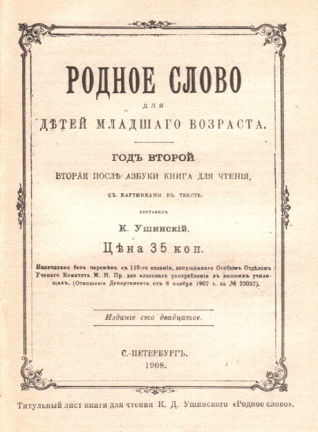 РОДНОЕ СЛОВО
ДЛЯ
ДѢТЕЙ МЛАДШАГО ВОЗРАСТА.
ГОДЪ ВТОРОЙ
ВТОРАЯ ПОСЛѢ АЗБУКИ КНИГА ДЛЯ ЧТЕНІЯ,
СЪ КАРТИНКАМИ ВЪ ТЕКСТѢ.
СОСТАВИЛЪ
К. Ушинскій.
Цѣна 35 коп.
Напечатано безъ перемѣнъ съ 119-го изданія, допущеннаго Особымъ Отдѣломъ
Ученаго Комитета М. Н. Пр. для класснаго употребленія въ низшихъ учили-
щахъ. (Отношеніе Департамента отъ 6 ноября 1907 г. за № 25057).
Изданіе сто двадцатое.
С.-ПЕТЕРБУРГЪ.
1908.
Титульный лист книги для чтения К. Д. Ушинского «Родное слово».